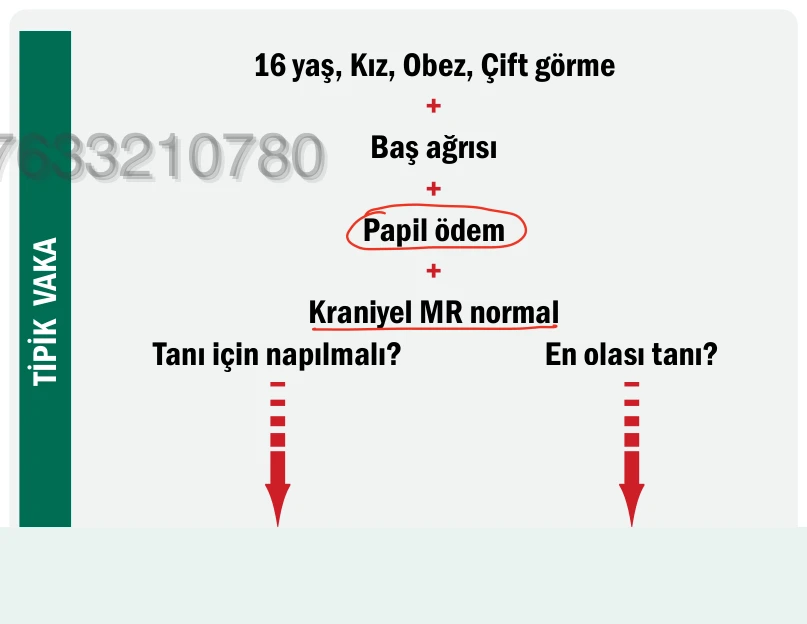 16 yaş, Kız, Obez, Çift görme
+
7633210780
Baş ağrısı
+
Papil ödem
+
Kraniyel MR normal
Tanı için napılmalı?
En olası tanı?
TİPİK VAKA